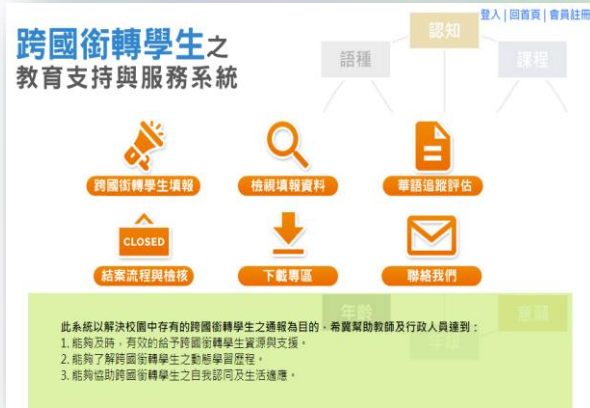 登入 | 回首頁 | 會員註冊
跨國銜轉學生之
教育支持與服務系統
認知
語種
課程
跨國銜轉學生填報
檢視填報資料
華語追蹤評估
CLOSED
結案流程與檢核
下載專區
聯絡我們
年齡
意願
此系統以解決校園中存有的跨國銜轉學生之通報為目的，希冀幫助教師及行政人員達到：
1. 能夠及時，有效的給予跨國銜轉學生資源與支援。
2. 能夠了解跨國銜轉學生之動態學習歷程。
3. 能夠協助跨國銜轉學生之自我認同及生活適應。